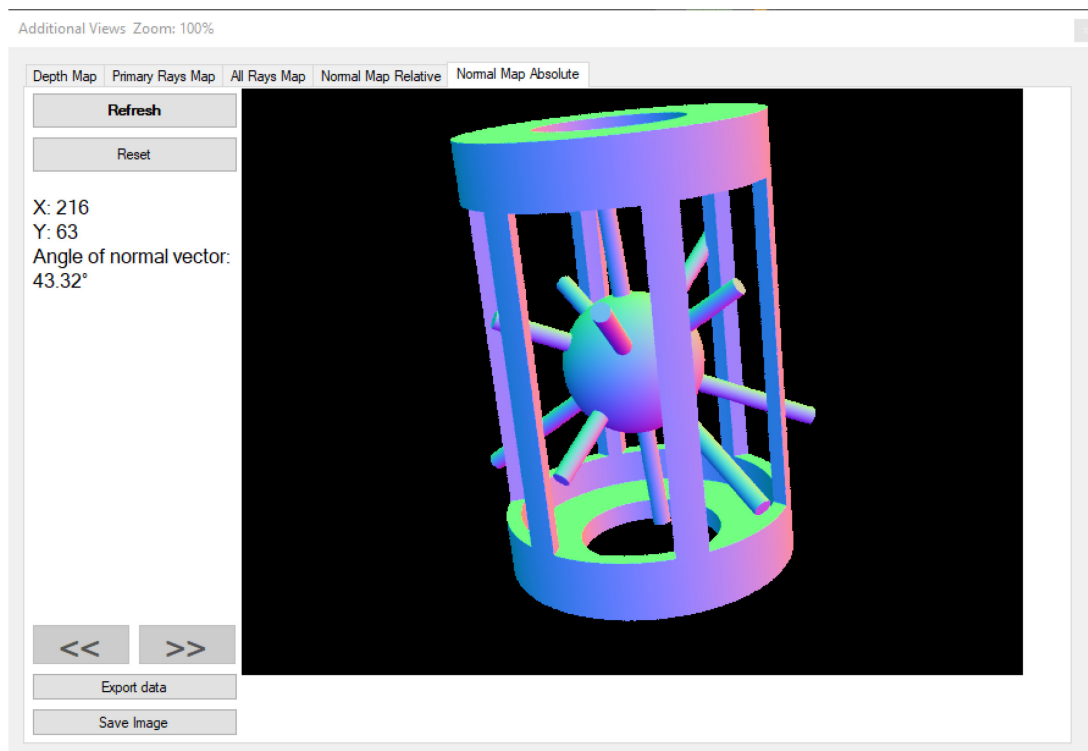 Additional Views Zoom: 100%
Depth Map Primary Rays Map All Rays Map Normal Map Relative Normal Map Absolute
Refresh
Reset
X: 216
Y: 63
Angle of normal vector:
43.32°
<< >>
Export data
Save Image